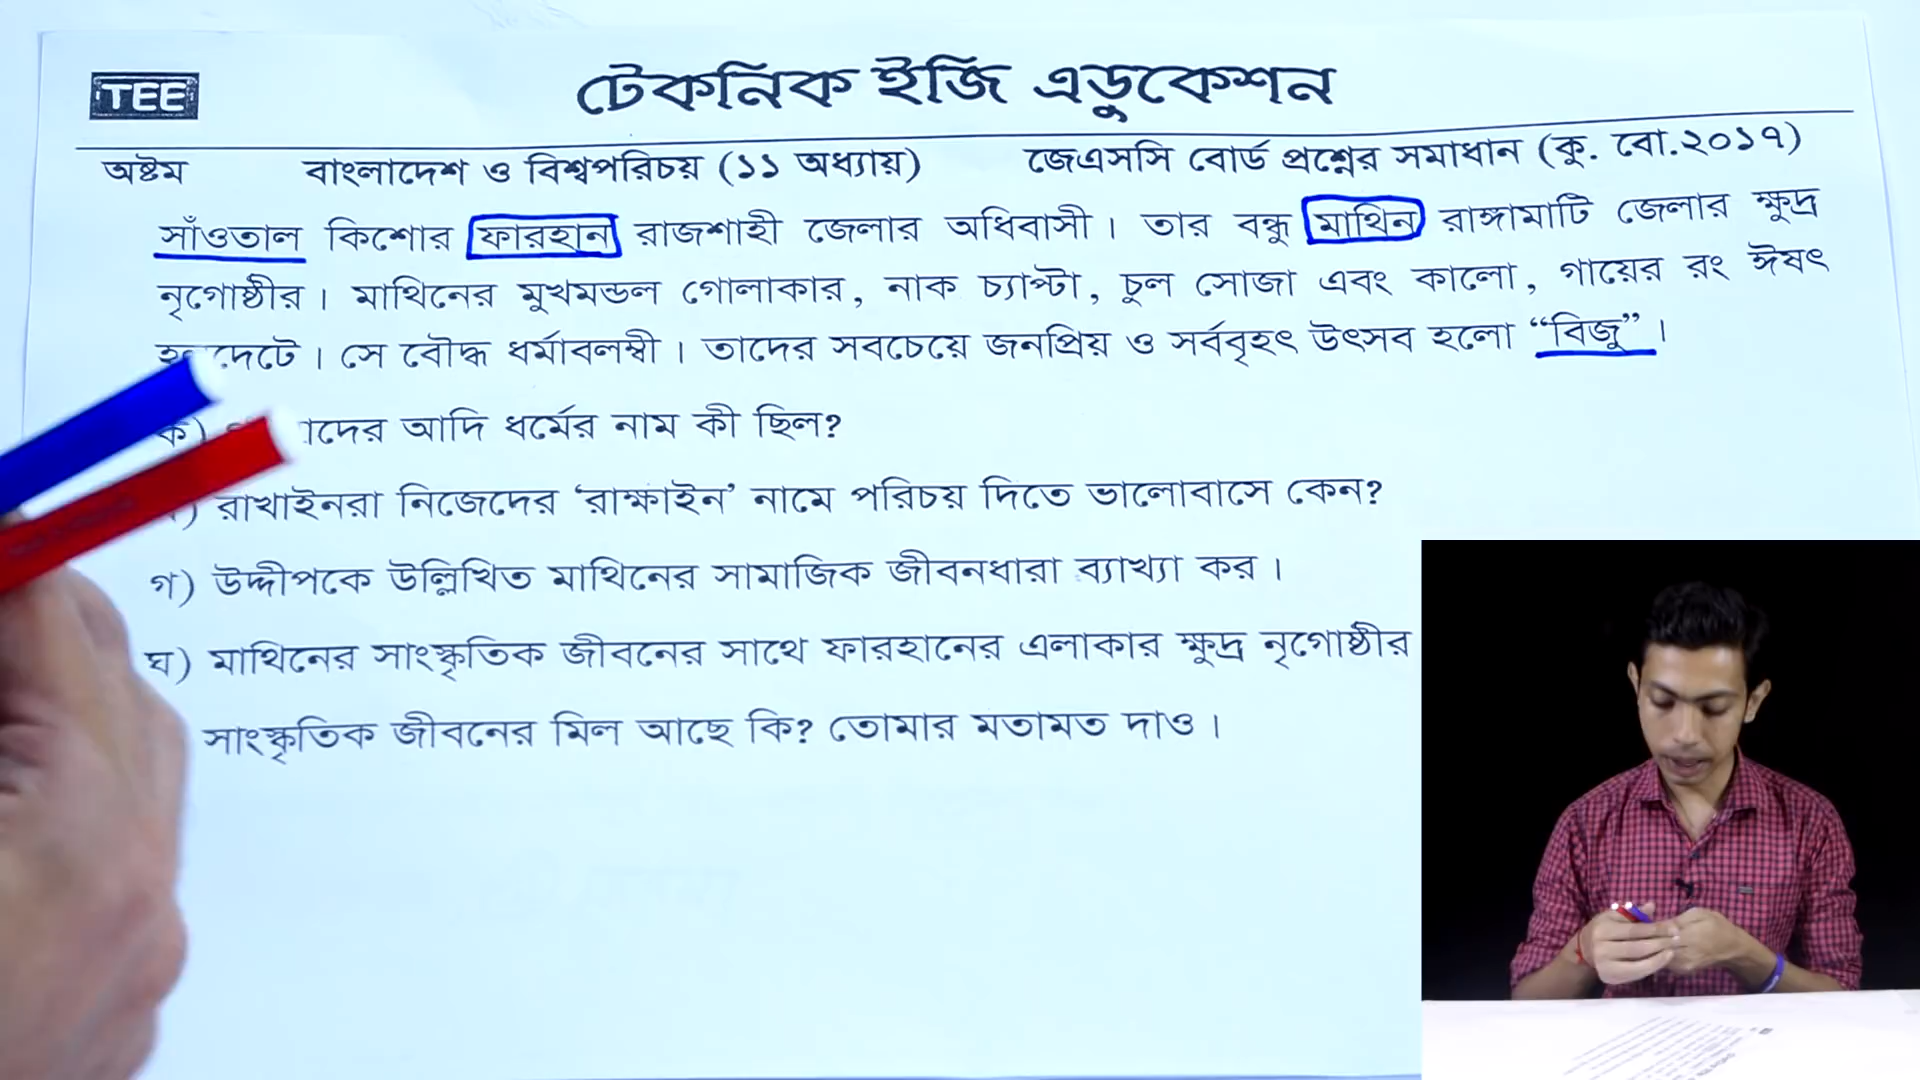 TEE
টেকনিক ইজি এডুকেশন
অষ্টম বাংলাদেশ ও বিশ্বপরিচয় (১১ অধ্যায়) জেএসসি বোর্ড প্রশ্নের সমাধান (কু. বো.২০১৭)
সাঁওতাল কিশোর ফারহান রাজশাহী জেলার অধিবাসী। তার বন্ধু মাথিন রাঙ্গামাটি জেলার ক্ষুদ্র
নৃগোষ্ঠীর। মাথিনের মুখমন্ডল গোলাকার, নাক চ্যাপ্টা, চুল সোজা এবং কালো, গায়ের রং ঈষৎ
। সে বৌদ্ধ ধর্মাবলম্বী। তাদের সবচেয়ে জনপ্রিয় ও সর্ববৃহৎ উৎসব হলো “বিজু”।
ক) আদি ধর্মের নাম কী ছিল?
রাখাইনরা নিজেদের ‘রাক্ষাইন’ নামে পরিচয় দিতে ভালোবাসে কেন?
গ) উদ্দীপকে উল্লিখিত মাথিনের সামাজিক জীবনধারা ব্যাখ্যা কর।
ঘ) মাথিনের সাংস্কৃতিক জীবনের সাথে ফারহানের এলাকার ক্ষুদ্র নৃগোষ্ঠীর
সাংস্কৃতিক জীবনের মিল আছে কি? তোমার মতামত দাও।